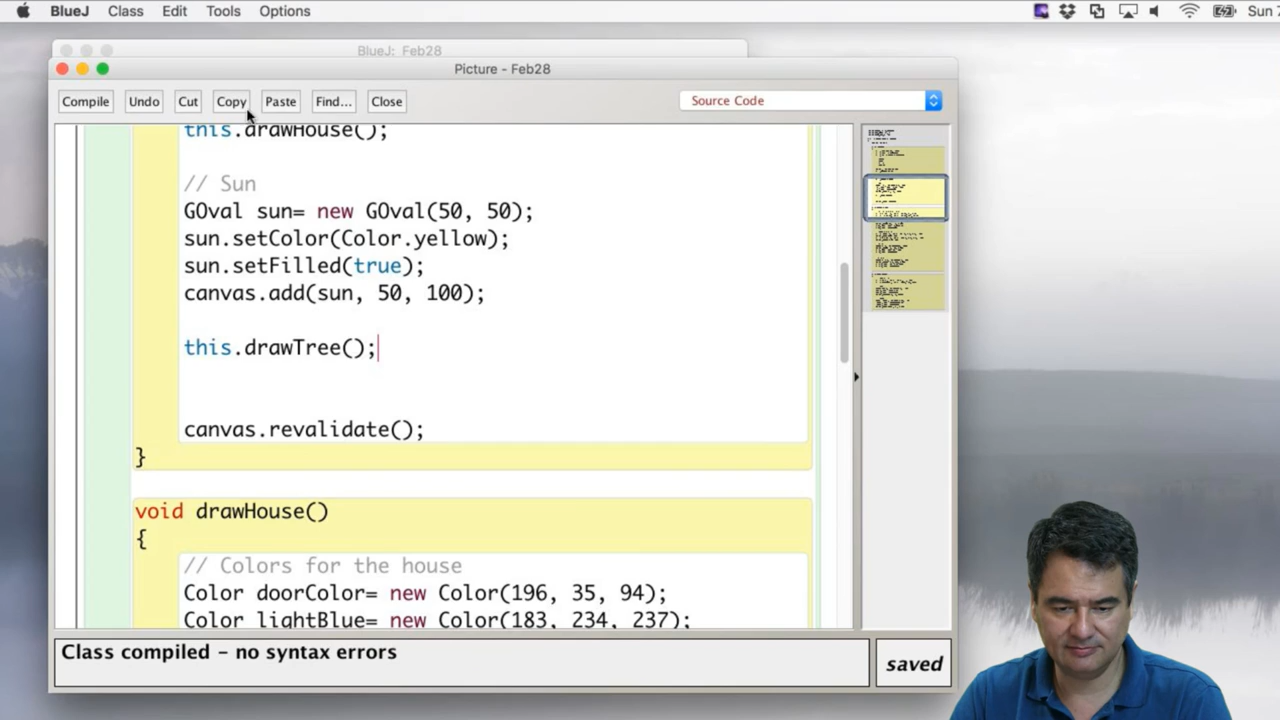 BlueJ Class Edit Tools Options Sun 7
BlueJ: Feb28
Picture - Feb28
Compile Undo Cut Copy Paste Find... Close Source Code
this.drawHouse();
// Sun
GOval sun= new GOval(50, 50);
sun.setColor(Color.yellow);
sun.setFilled(true);
canvas.add(sun, 50, 100);
this.drawTree();
canvas.revalidate();
}
void drawHouse()
{
// Colors for the house
Color doorColor= new Color(196, 35, 94);
Color lightBlue= new Color(183, 234, 237);
Class compiled - no syntax errors
saved